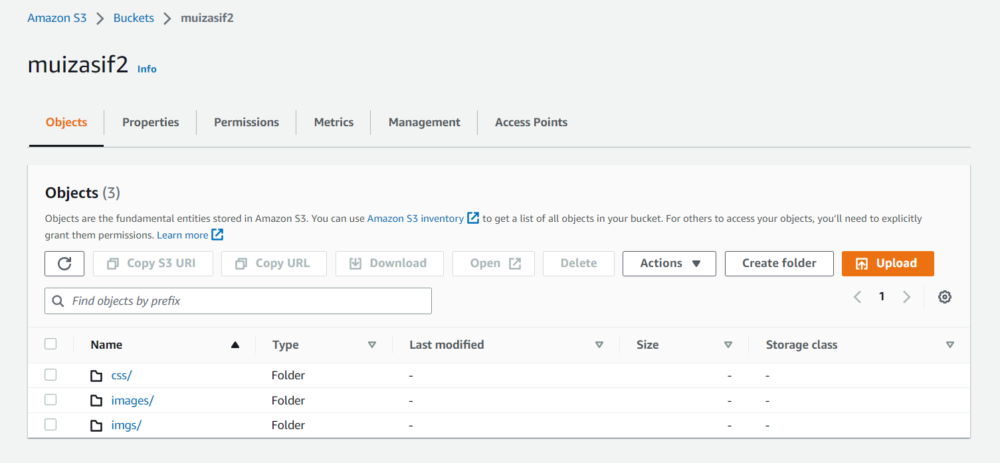 Amazon S3 Buckets muizasif2
muizasif2 Info
Objects Properties Permissions Metrics Management Access Points
Objects (3)
Objects are the fundamental entities stored in Amazon S3. You can use Amazon S3 inventory to get a list of all objects in your bucket. For others to access your objects, you’ll need to explicitly
grant them permissions. Learn more
Copy S3 URI Copy URL Download Open Delete Actions Create folder Upload
Find objects by prefix 1
Name Type Last modified Size Storage class
css/ Folder - - -
images/ Folder - - -
imgs/ Folder - - -